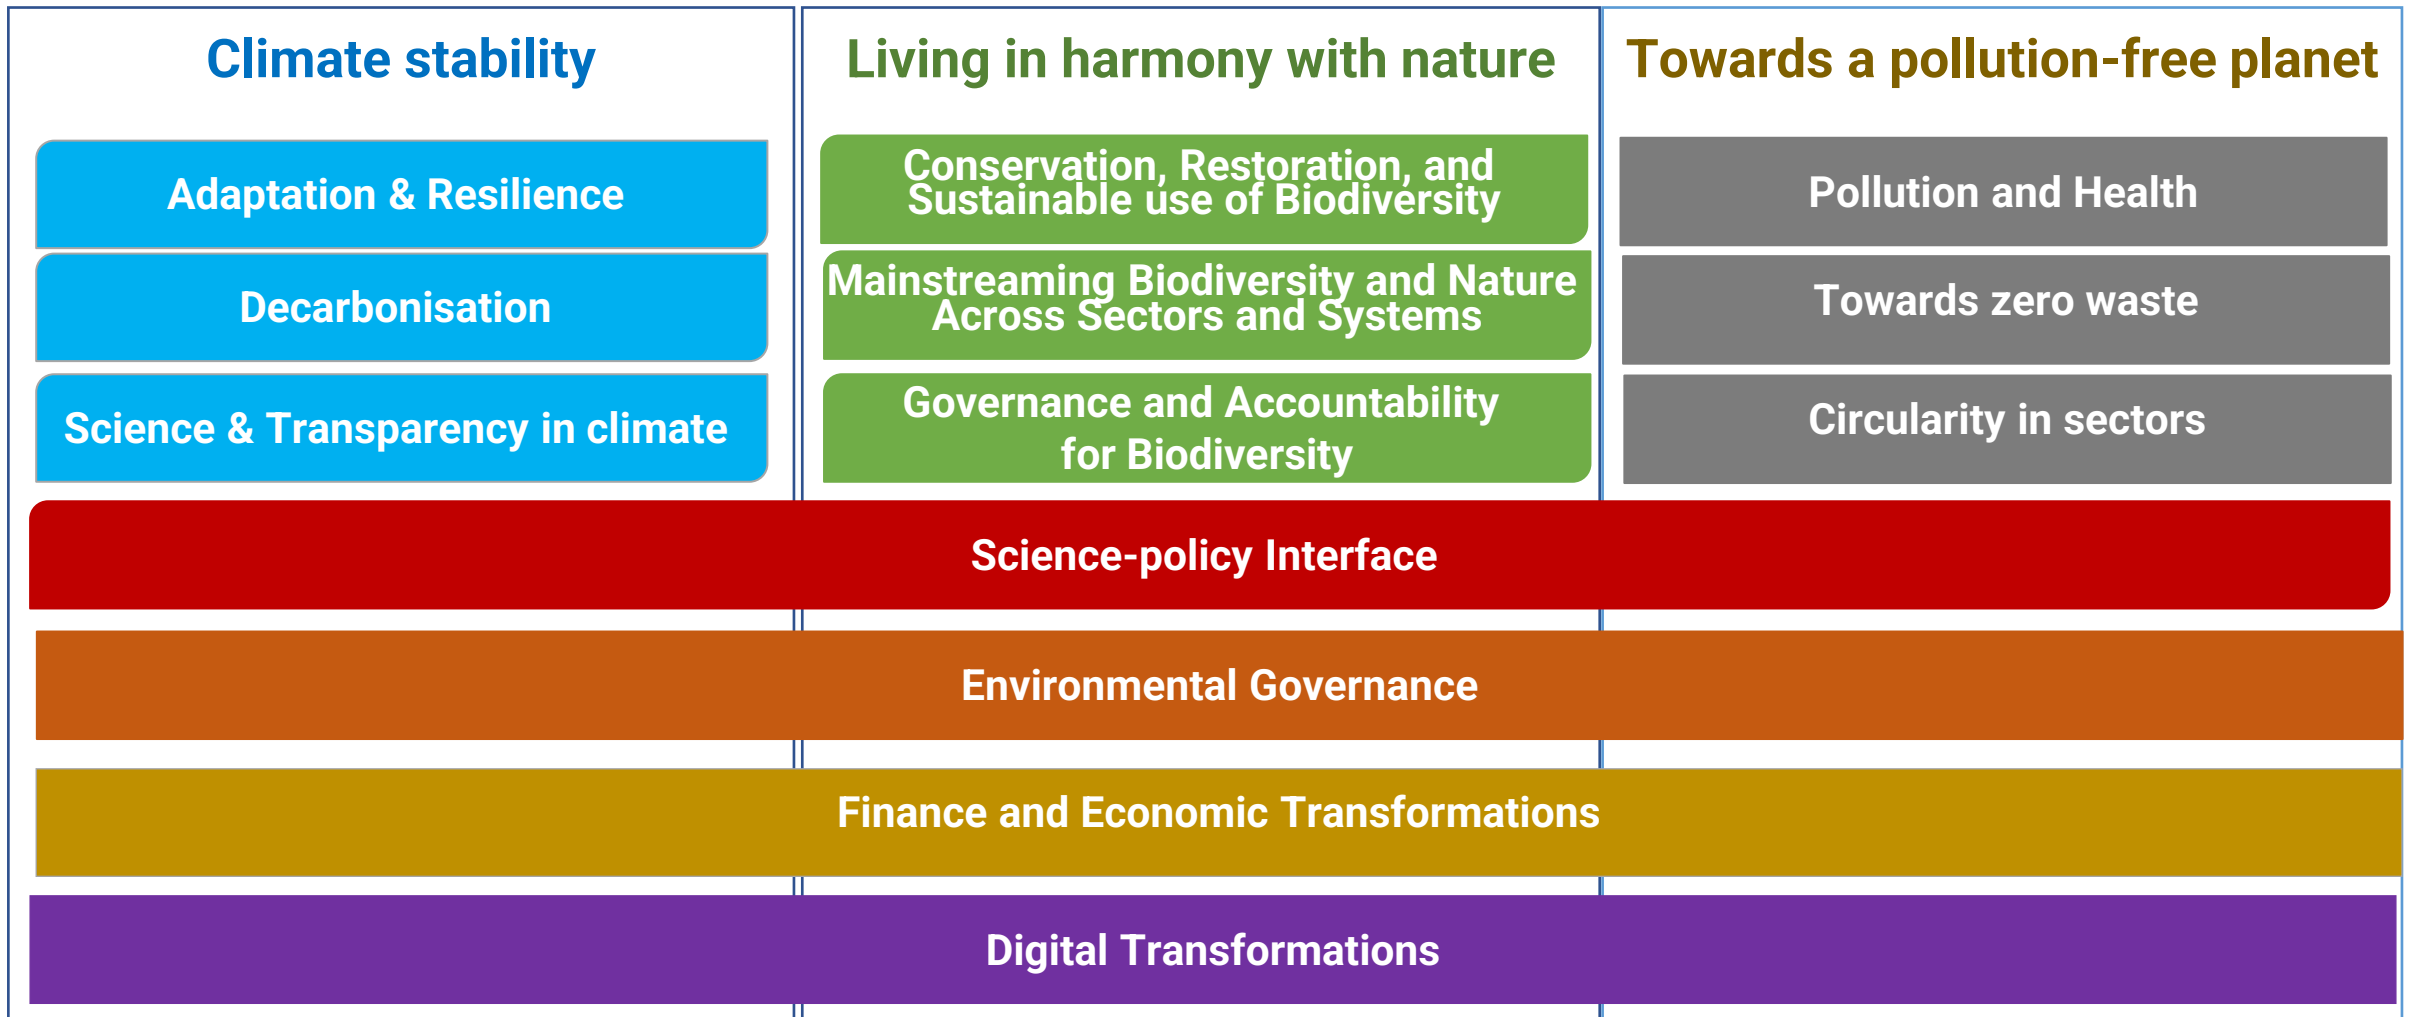 Climate stability
Adaptation & Resilience
Decarbonisation
Science & Transparency in climate
Living in harmony with nature
Conservation, Restoration, and
Sustainable use of Biodiversity
Mainstreaming Biodiversity and Nature
Across Sectors and Systems
Governance and Accountability
for Biodiversity
Towards a pollution-free planet
Pollution and Health
Towards zero waste
Circularity in sectors
Science-policy Interface
Environmental Governance
Finance and Economic Transformations
Digital Transformations